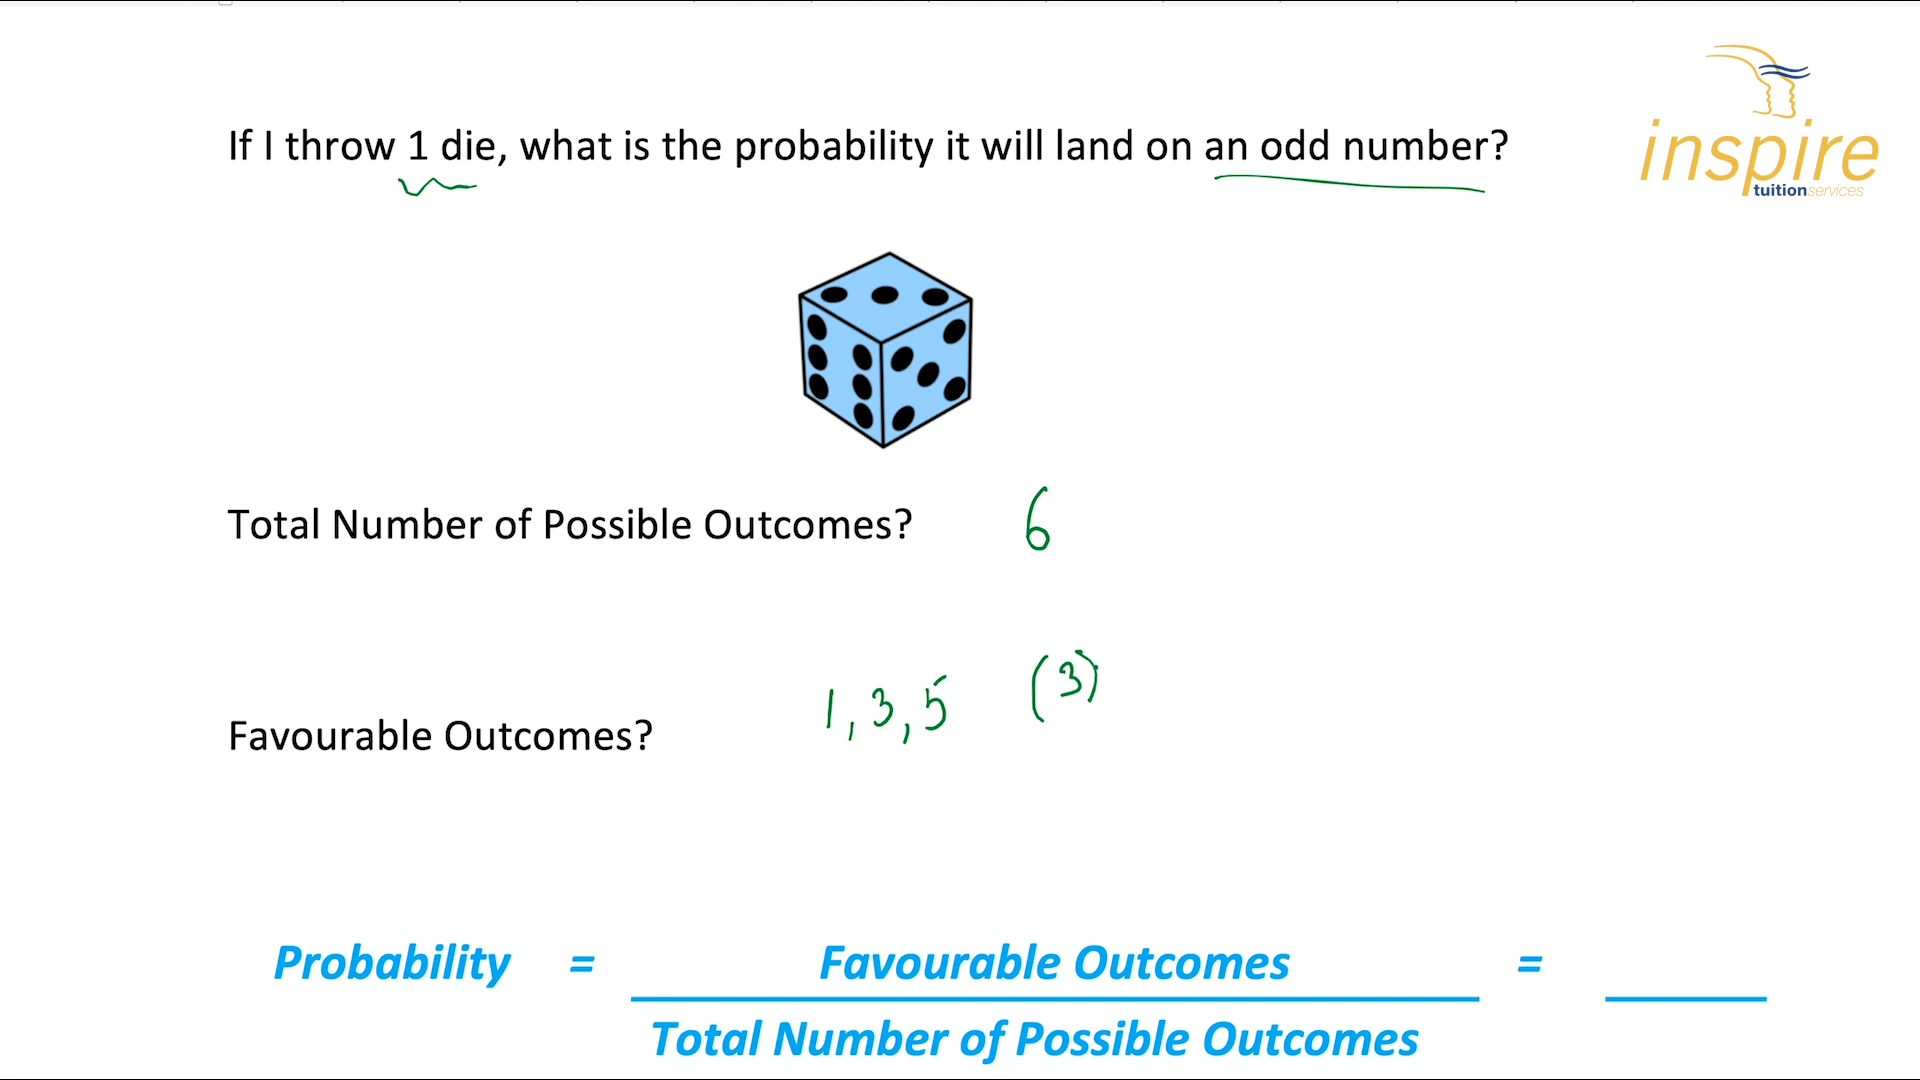 If I throw 1 die, what is the probability it will land on an odd number?
inspire
tuitionservices
Total Number of Possible Outcomes? 6
Favourable Outcomes? 1, 3, 5 (3)
Probability = Favourable Outcomes =
Total Number of Possible Outcomes